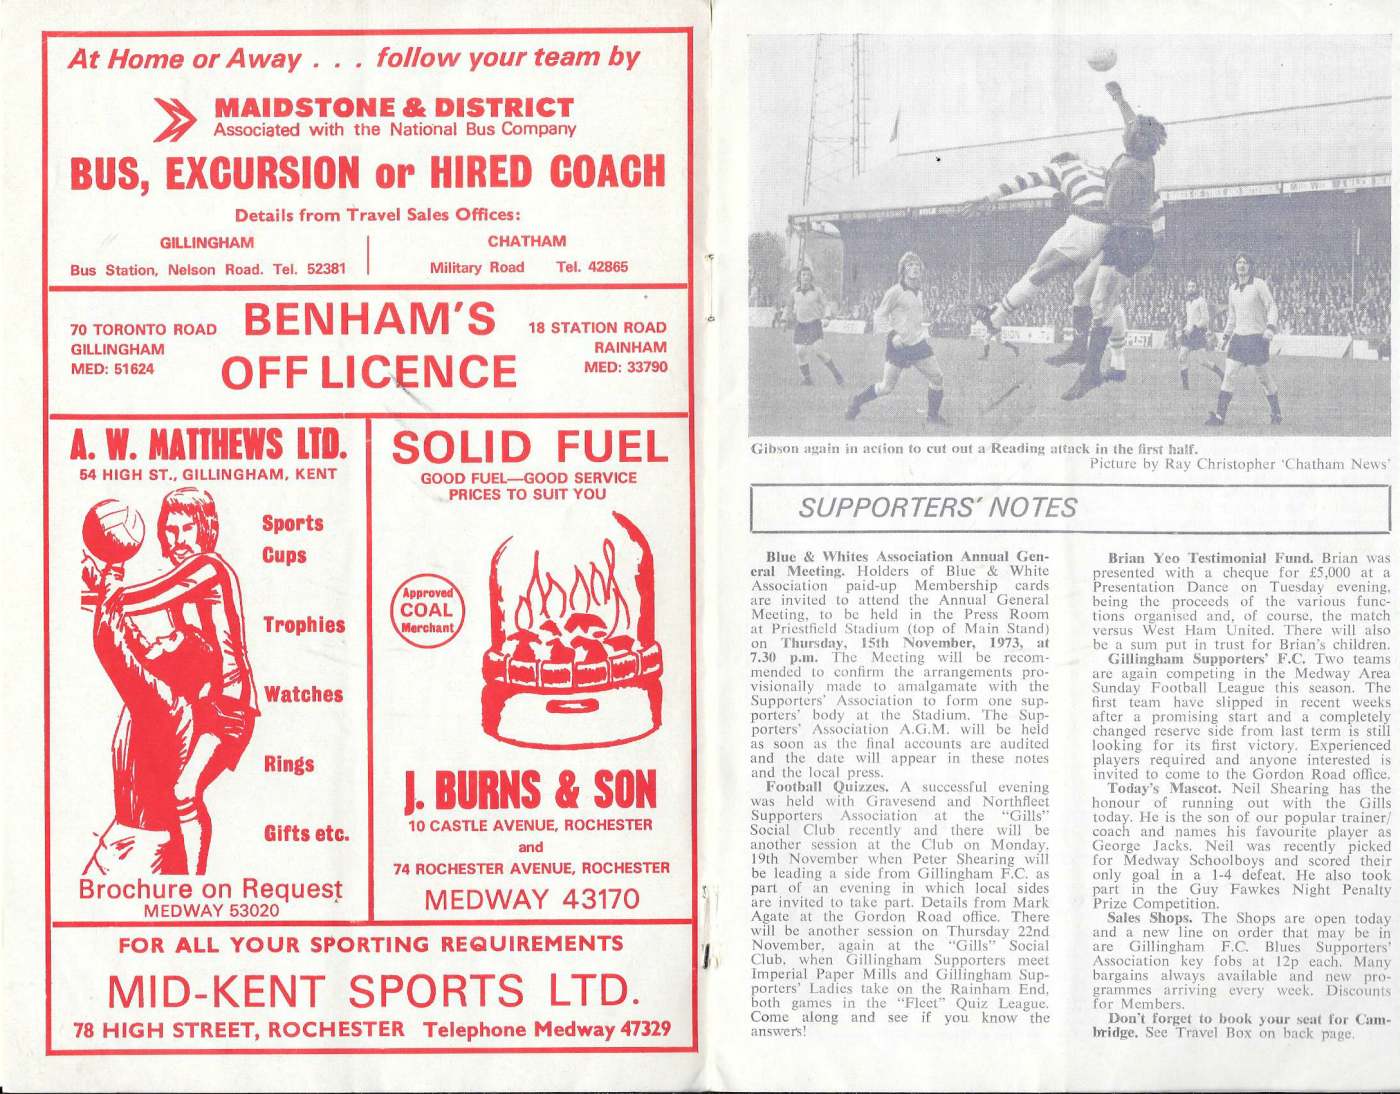 At Home or Away . . . follow your team by
MAIDSTONE & DISTRICT
Associated with the National Bus Company
BUS, EXCURSION or HIRED COACH
Details from Travel Sales Offices:
GILLINGHAM
Bus Station, Nelson Road. Tel. 52381
CHATHAM
Military Road Tel. 42865
70 TORONTO ROAD
GILLINGHAM
MED: 51624
BENHAM'S
OFF LICENCE
18 STATION ROAD
RAINHAM
MED: 33790
A. W. MATTHEWS LTD.
54 HIGH ST., GILLINGHAM, KENT
Sports
Cups
Trophies
Watches
Rings
Gifts etc.
Brochure on Request
MEDWAY 53020
SOLID FUEL
GOOD FUEL—GOOD SERVICE
PRICES TO SUIT YOU
Approved
COAL
Merchant
J. BURNS & SON
10 CASTLE AVENUE, ROCHESTER
and
74 ROCHESTER AVENUE, ROCHESTER
MEDWAY 43170
FOR ALL YOUR SPORTING REQUIREMENTS
MID-KENT SPORTS LTD.
78 HIGH STREET, ROCHESTER Telephone Medway 47329
Gibson again in action to cut out a Reading attack in the first half.
Picture by Ray Christopher 'Chatham News'
SUPPORTERS' NOTES
Blue & Whites Association Annual Gen-
eral Meeting. Holders of Blue & White
Association paid-up Membership cards
are invited to attend the Annual General
Meeting, to be held in the Press Room
at Priestfield Stadium (top of Main Stand)
on Thursday, 15th November, 1973, at
7.30 p.m. The Meeting will be recom-
mended to confirm the arrangements pro-
visionally made to amalgamate with the
Supporters' Association to form one sup-
porters' body at the Stadium. The Sup-
porters' Association A.G.M. will be held
as soon as the final accounts are audited
and the date will appear in these notes
and the local press.
Football Quizzes. A successful evening
was held with Gravesend and Northfleet
Supporters Association at the "Gills"
Social Club recently and there will be
another session at the Club on Monday,
19th November when Peter Shearing will
be leading a side from Gillingham F.C. as
part of an evening in which local sides
are invited to take part. Details from Mark
Agate at the Gordon Road office. There
will be another session on Thursday 22nd
November, again at the "Gills" Social
Club, when Gillingham Supporters meet
Imperial Paper Mills and Gillingham Sup-
porters' Ladies take on the Rainham End,
both games in the "Fleet" Quiz League.
Come along and see if you know the
answers!
Brian Yeo Testimonial Fund. Brian was
presented with a cheque for £5,000 at a
Presentation Dance on Tuesday evening,
being the proceeds of the various func-
tions organised and, of course, the match
versus West Ham United. There will also
be a sum put in trust for Brian's children.
Gillingham Supporters' F.C. Two teams
are again competing in the Medway Area
Sunday Football League this season. The
first team have slipped in recent weeks
after a promising start and a completely
changed reserve side from last term is still
looking for its first victory. Experienced
players required and anyone interested is
invited to come to the Gordon Road office.
Today's Mascot. Neil Shearing has the
honour of running out with the Gills
today. He is the son of our popular trainer/
coach and names his favourite player as
George Jacks. Neil was recently picked
for Medway Schoolboys and scored their
only goal in a 1-4 defeat. He also took
part in the Guy Fawkes Night Penalty
Prize Competition.
Sales Shops. The Shops are open today
and a new line on order that may be in
are Gillingham F.C. Blues Supporters'
Association key fobs at 12p each. Many
bargains always available and new pro-
grammes arriving every week. Discounts
for Members.
Don't forget to book your seat for Cam-
bridge. See Travel Box on back page.